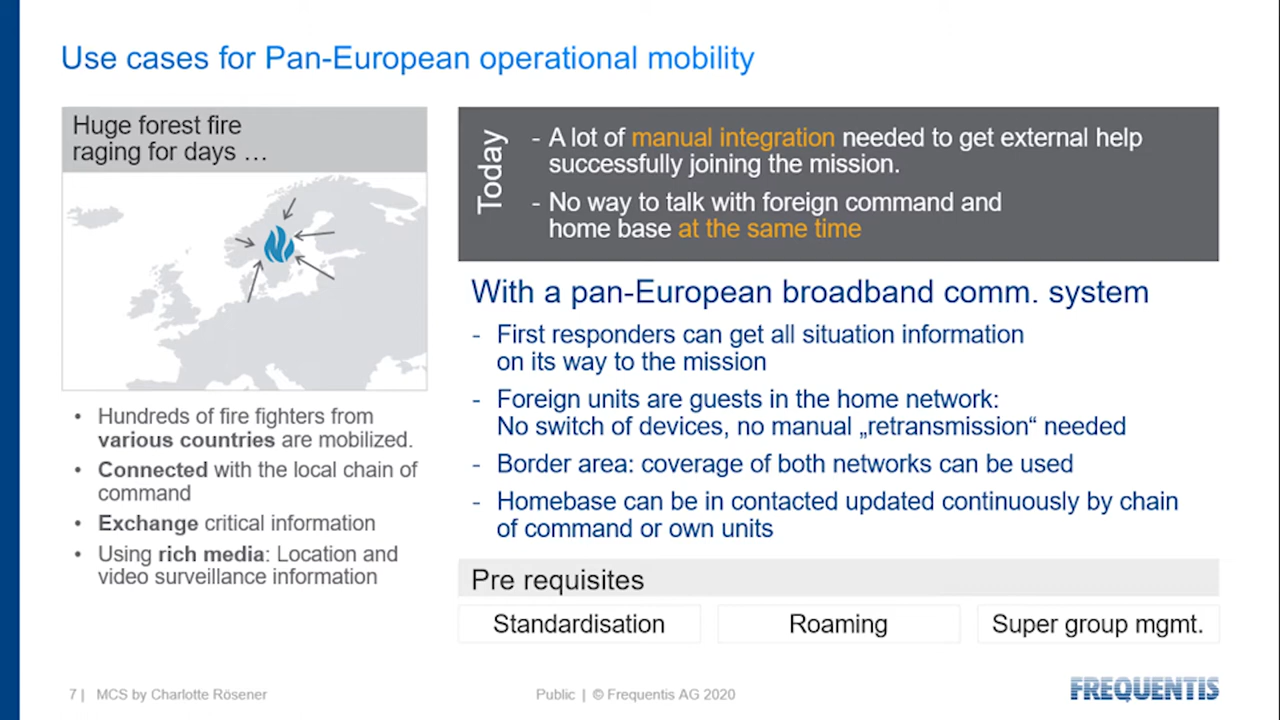 Use cases for Pan-European operational mobility
Huge forest fire
raging for days …
Hundreds of fire fighters from
various countries are mobilized.
Connected with the local chain of
command
Exchange critical information
Using rich media: Location and
video surveillance information
Today
- A lot of manual integration needed to get external help
successfully joining the mission.
- No way to talk with foreign command and
home base at the same time
With a pan-European broadband comm. system
- First responders can get all situation information
on its way to the mission
- Foreign units are guests in the home network:
No switch of devices, no manual „retransmission“ needed
- Border area: coverage of both networks can be used
- Homebase can be in contacted updated continuously by chain
of command or own units
Pre requisites
Standardisation
Roaming
Super group mgmt.
7 | MCS by Charlotte Rösener
Public | © Frequentis AG 2020
FREQUENTIS